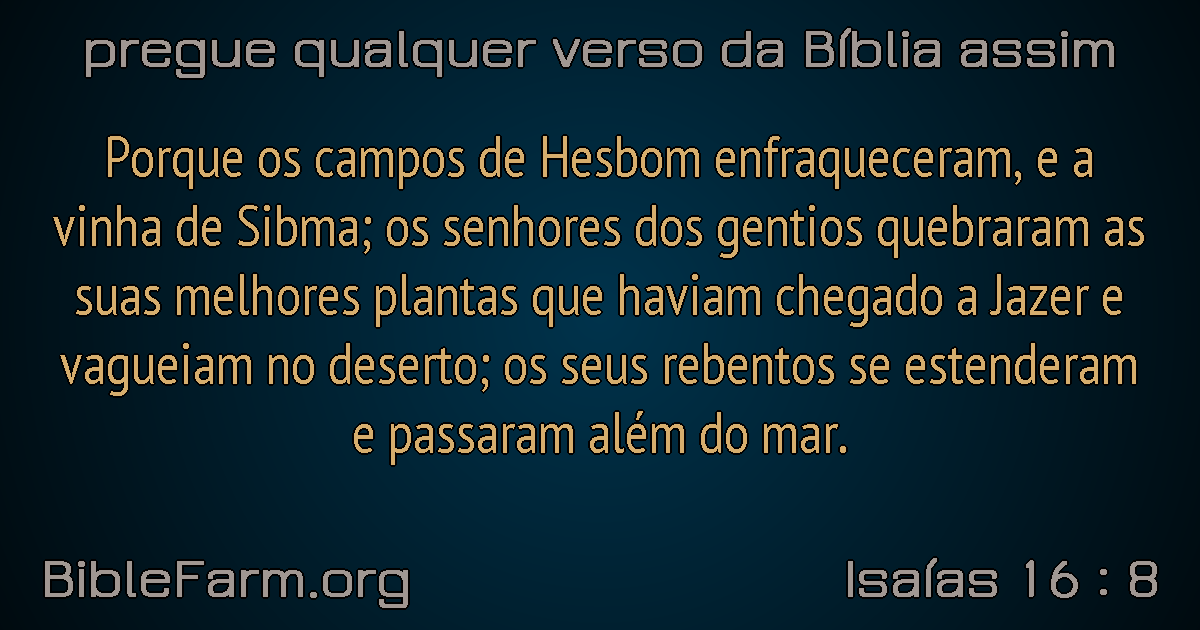 pregue qualquer verso da Bíblia assim
Porque os campos de Hesbom enfraqueceram, e a
vinha de Sibma; os senhores dos gentios quebraram as
suas melhores plantas que haviam chegado a Jazer e
vagueiam no deserto; os seus rebentos se estenderam
e passaram além do mar.
BibleFarm.org
Isaías 16 : 8